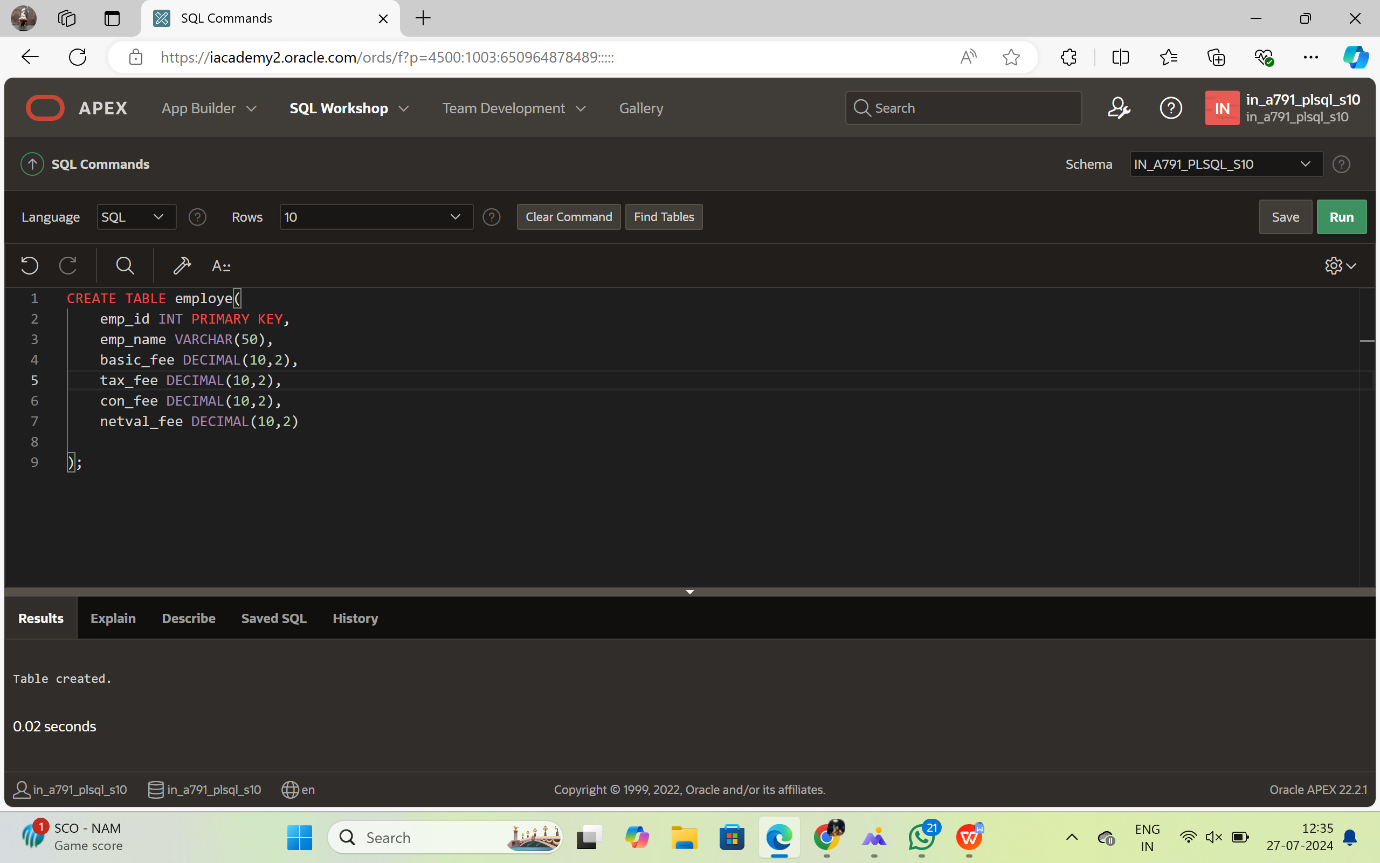 SQL Commands
https://iacademy2.oracle.com/ords/f?p=4500:1003:650964878489:::::
APEX App Builder SQL Workshop Team Development Gallery Search IN in_a791_plsql_s10
in_a791_plsql_s10
SQL Commands Schema IN_A791_PLSQL_S10
Language SQL Rows 10 Clear Command Find Tables Save Run
1 CREATE TABLE employe(
2 emp_id INT PRIMARY KEY,
3 emp_name VARCHAR(50),
4 basic_fee DECIMAL(10,2),
5 tax_fee DECIMAL(10,2),
6 con_fee DECIMAL(10,2),
7 netval_fee DECIMAL(10,2)
8
9 );
Results Explain Describe Saved SQL History
Table created.
0.02 seconds
in_a791_plsql_s10 in_a791_plsql_s10 en Copyright © 1999, 2022, Oracle and/or its affiliates. Oracle APEX 22.2.1
1 SCO - NAM
Game score
Search
21
ENG
IN
12:35
27-07-2024